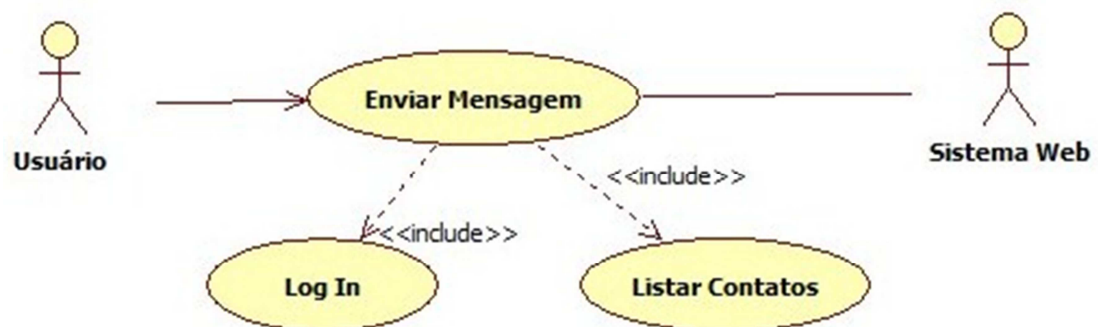 Enviar Mensagem
Usuário
Sistema Web
<<include>>
<<include>>
Log In
Listar Contatos